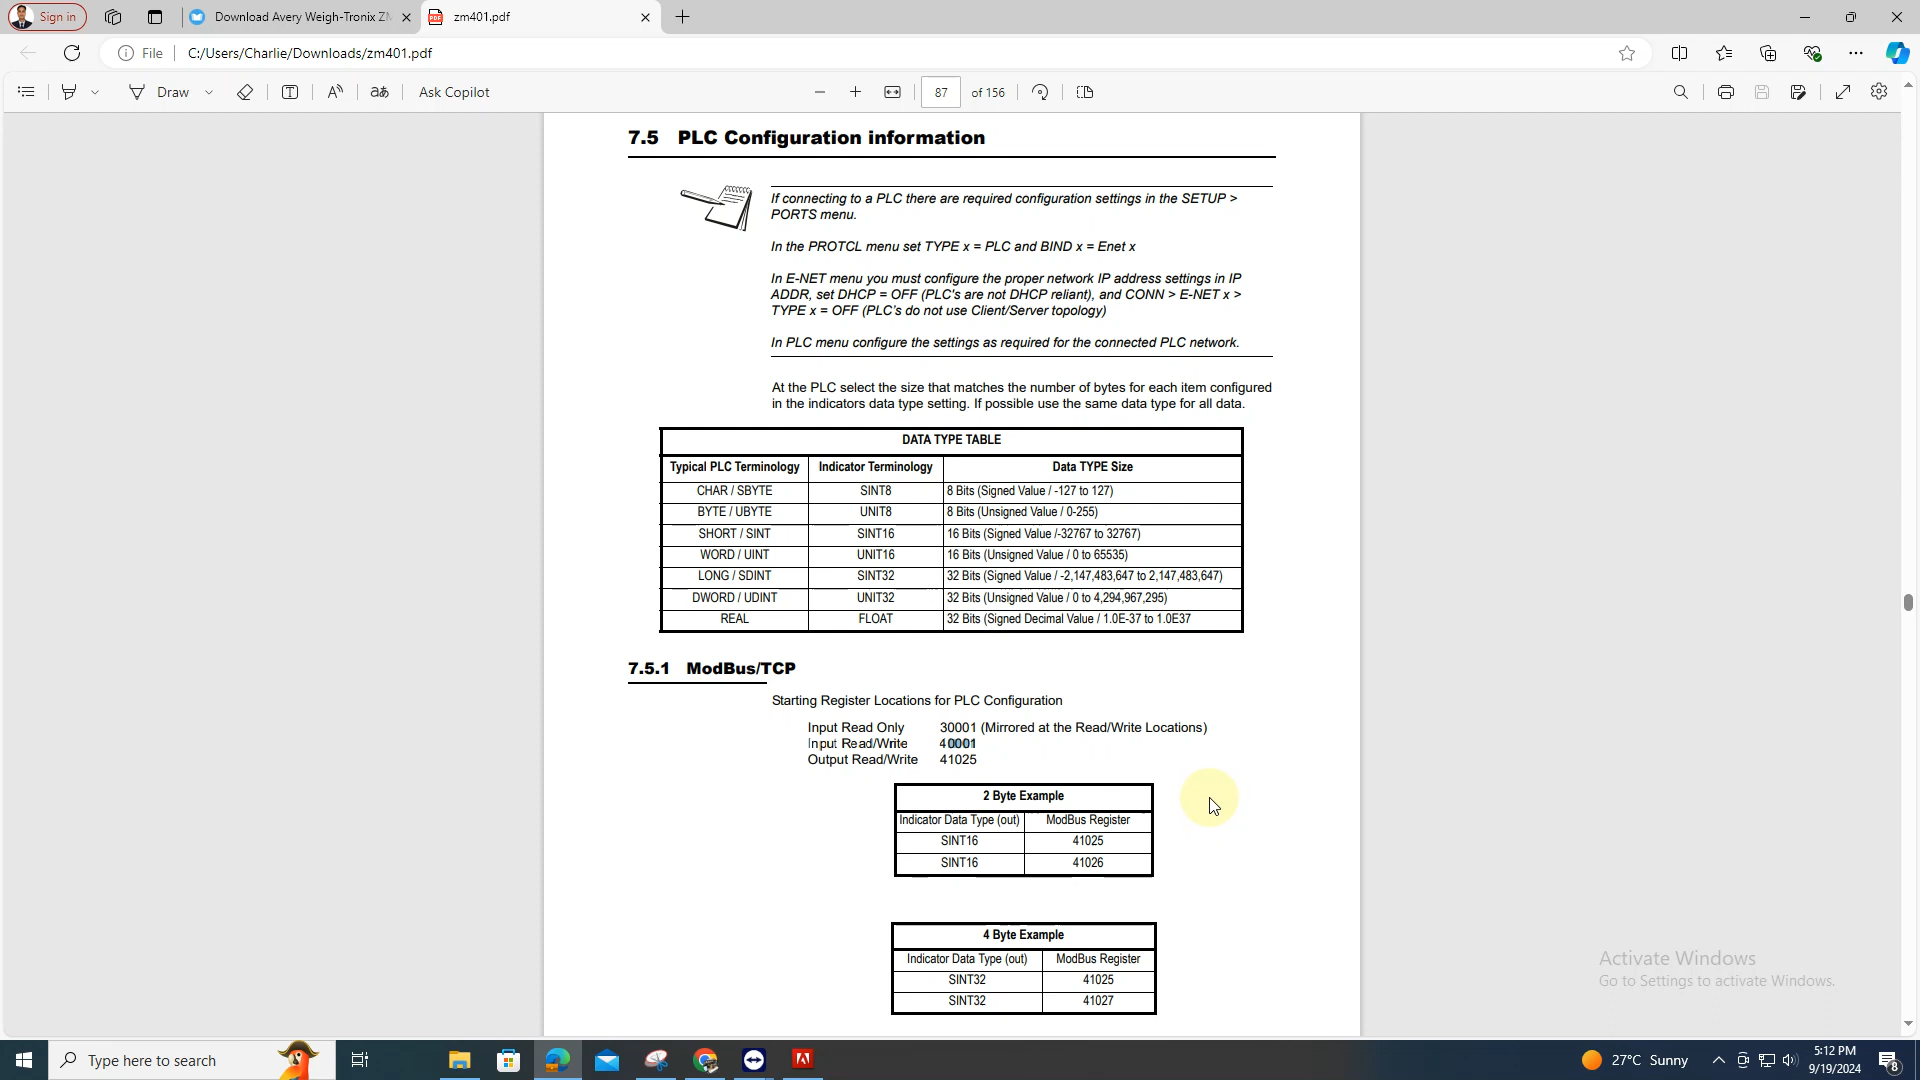 Sign in
Download Avery Weigh-Tronix ZM
zm401.pdf
File
C:/Users/Charlie/Downloads/zm401.pdf
Draw
Ask Copilot
87 of 156
7.5 PLC Configuration information
If connecting to a PLC there are required configuration settings in the SETUP >
PORTS menu.
In the PROTCL menu set TYPE x = PLC and BIND x = Enet x
In E-NET menu you must configure the proper network IP address settings in IP
ADDR, set DHCP = OFF (PLC's are not DHCP reliant), and CONN > E-NET x >
TYPE x = OFF (PLC's do not use Client/Server topology)
In PLC menu configure the settings as required for the connected PLC network.
At the PLC select the size that matches the number of bytes for each item configured
in the indicators data type setting. If possible use the same data type for all data.
DATA TYPE TABLE
Typical PLC Terminology Indicator Terminology Data TYPE Size
CHAR / SBYTE SINT8 8 Bits (Signed Value / -127 to 127)
BYTE / UBYTE UNIT8 8 Bits (Unsigned Value / 0-255)
SHORT / SINT SINT16 16 Bits (Signed Value /-32767 to 32767)
WORD / UINT UNIT16 16 Bits (Unsigned Value / 0 to 65535)
LONG / SDINT SINT32 32 Bits (Signed Value / -2,147,483,647 to 2,147,483,647)
DWORD / UDINT UNIT32 32 Bits (Unsigned Value / 0 to 4,294,967,295)
REAL FLOAT 32 Bits (Signed Decimal Value / 1.0E-37 to 1.0E37
7.5.1 ModBus/TCP
Starting Register Locations for PLC Configuration
Input Read Only 30001 (Mirrored at the Read/Write Locations)
Input Read/Write 40001
Output Read/Write 41025
2 Byte Example
Indicator Data Type (out) ModBus Register
SINT16 41025
SINT16 41026
4 Byte Example
Indicator Data Type (out) ModBus Register
SINT32 41025
SINT32 41027
Activate Windows
Go to Settings to activate Windows.
Type here to search
27°C Sunny
5:12 PM
9/19/2024
8